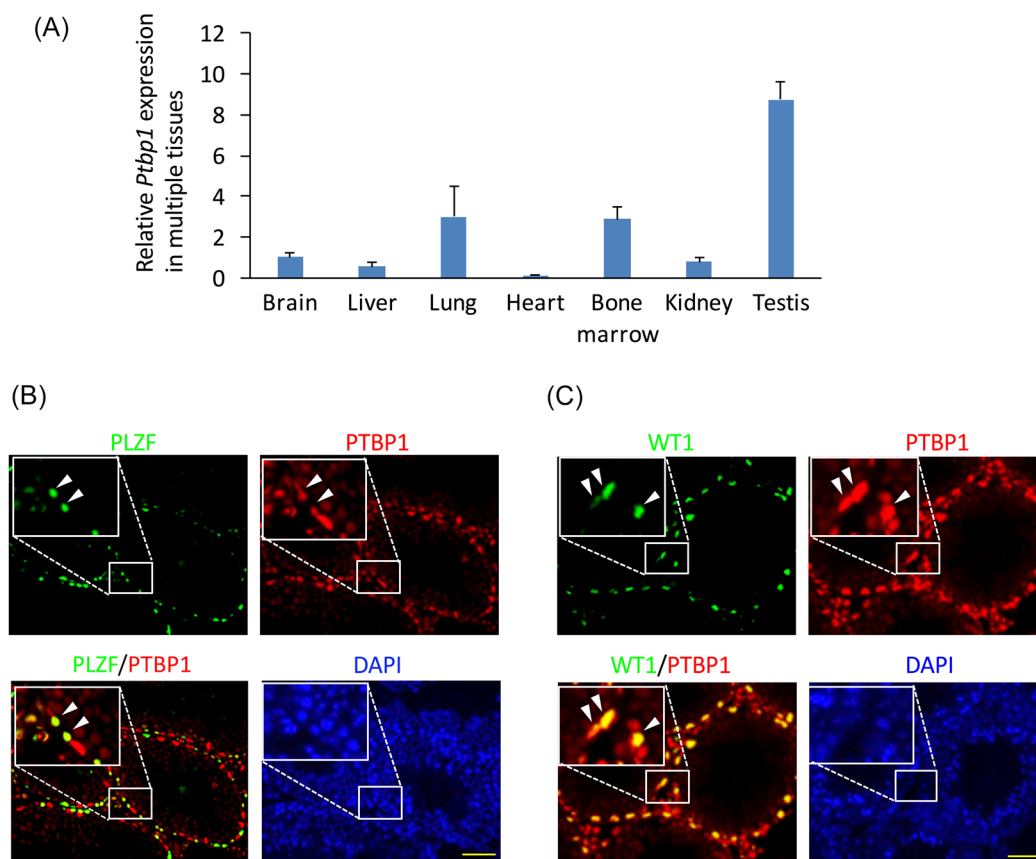 (A)
Relative Ptbp1 expression
in multiple tissues
12
10
8
6
4
2
0
Brain Liver Lung Heart Bone marrow Kidney Testis
(B)
PLZF PTBP1
PLZF/PTBP1 DAPI
(C)
WT1 PTBP1
WT1/PTBP1 DAPI